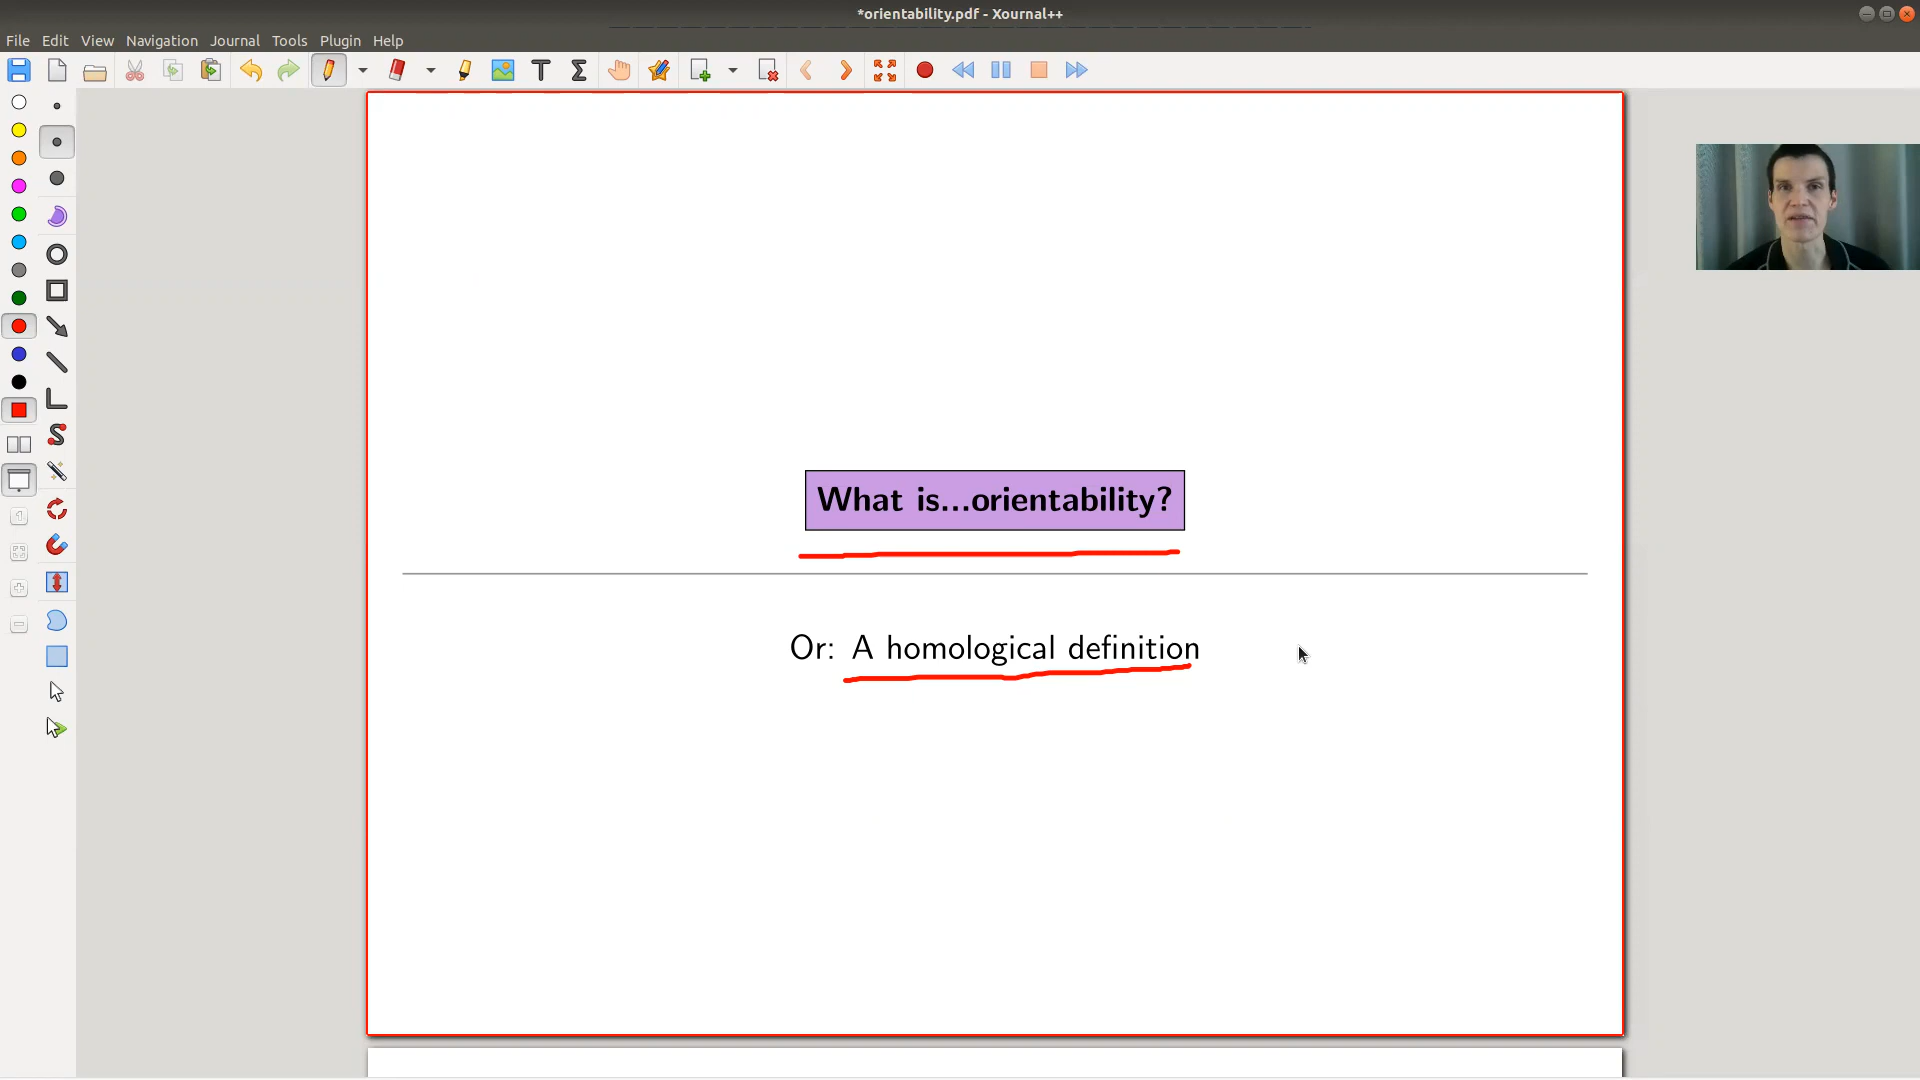 *orientability.pdf - Xournal++
File Edit View Navigation Journal Tools Plugin Help
What is...orientability?
Or: A homological definition